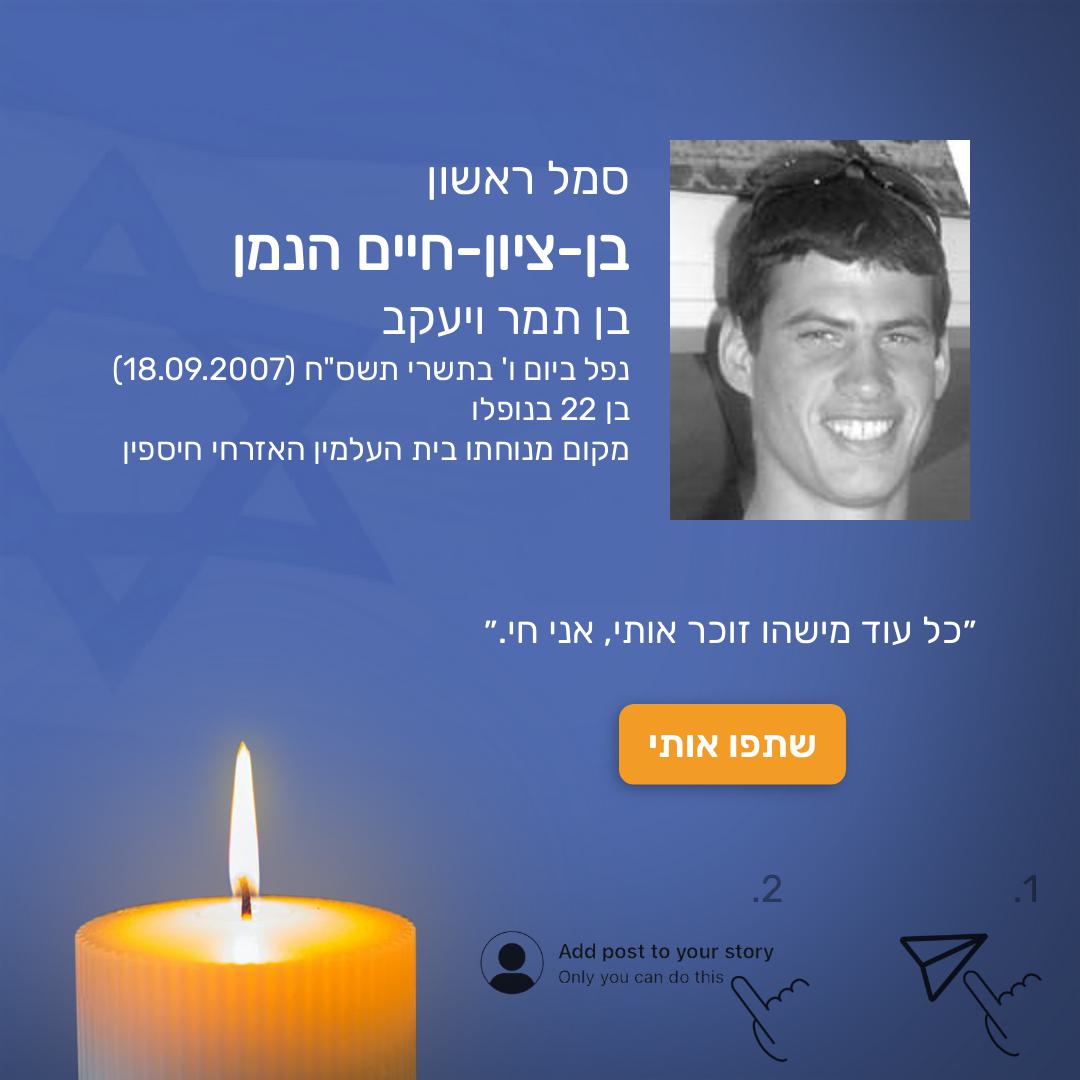 סמל ראשון
בן-ציון-חיים הנמן
בן תמר ויעקב
נפל ביום ו' בתשרי תשס"ח (18.09.2007)
בן 22 בנופלו
מקום מנוחתו בית העלמין האזרחי חיספין
״כל עוד מישהו זוכר אותי, אני חי.״
שתפו אותי
.1
.2
Add post to your story
Only you can do this